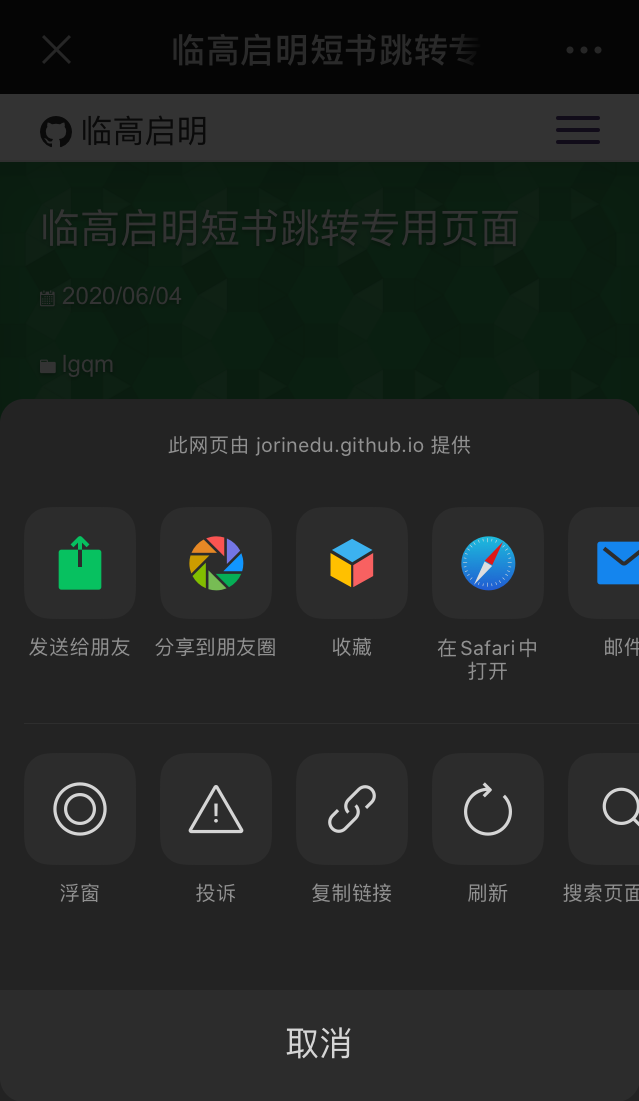 临高启明短书跳转专
临高启明
临高启明短书跳转专用页面
2020/06/04
lgqm
此网页由 jorinedu.github.io 提供
发送给朋友
分享到朋友圈
收藏
在Safari中
打开
邮件
浮窗
投诉
复制链接
刷新
搜索页面
取消